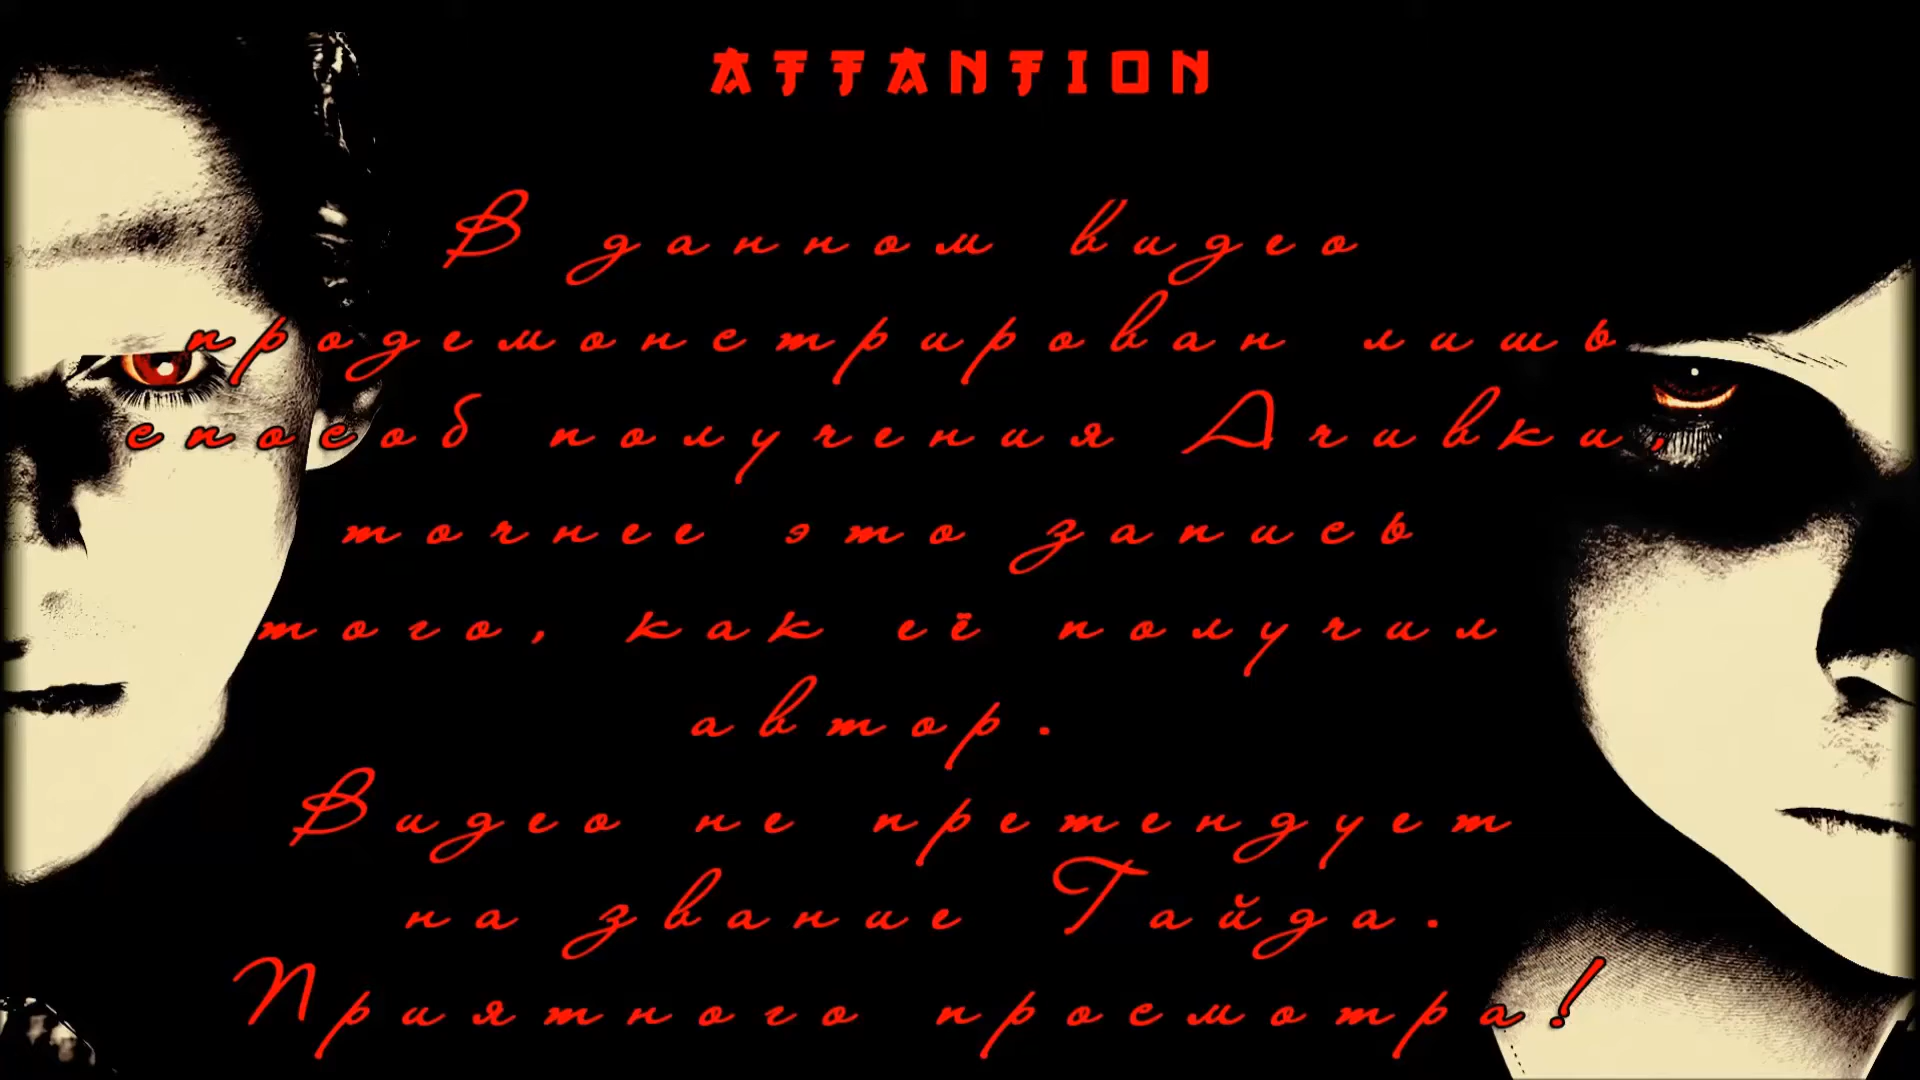 ATTANTION
В данном видео
продемонстрирован лишь
способ получения Ачивки,
точнее это запись
того, как её получил
автор.
Видео не претендует
на звание Гайда.
Приятного просмотра!